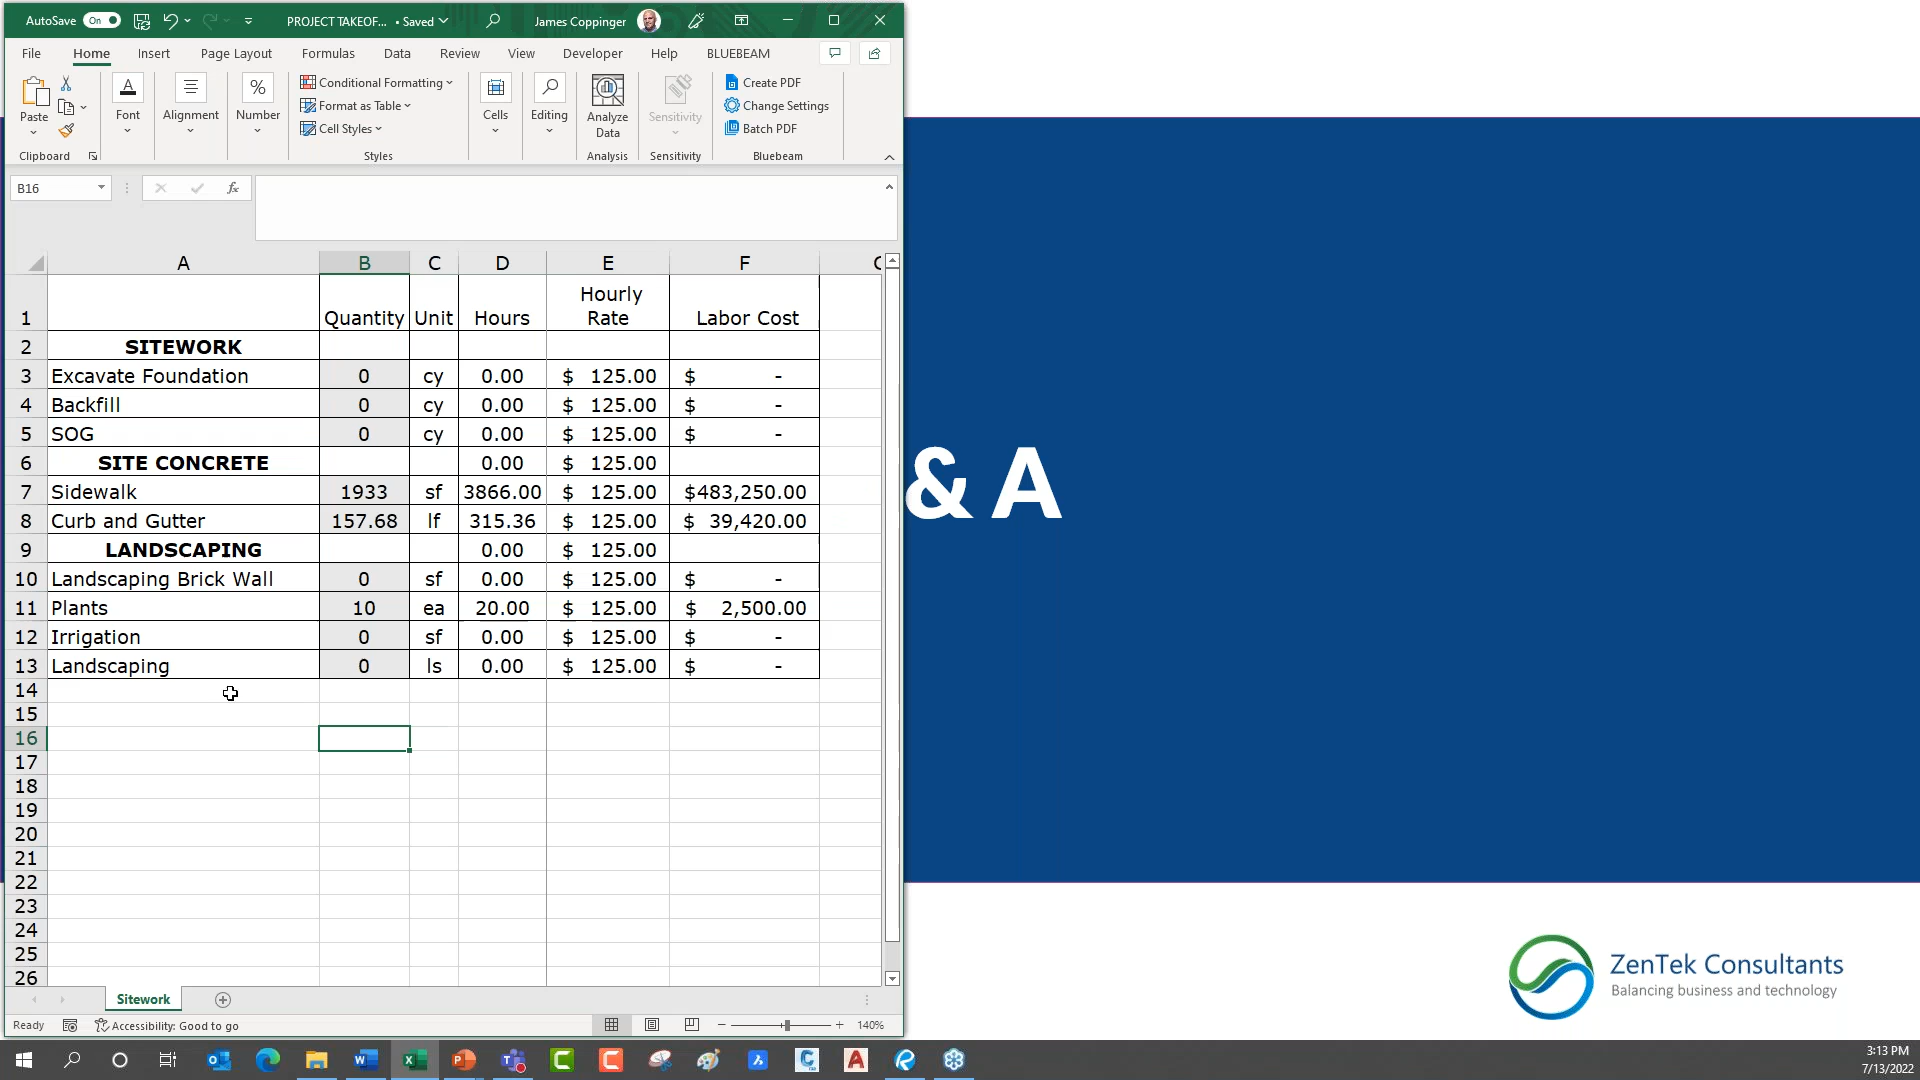 AutoSave On PROJECT TAKEOF... • Saved James Coppinger
File Home Insert Page Layout Formulas Data Review View Developer Help BLUEBEAM
Paste Font Alignment % Number Conditional Formatting Format as Table Cell Styles Cells Editing Analyze Data Sensitivity Create PDF Change Settings Batch PDF
Clipboard Styles Analysis Sensitivity Bluebeam
B16 fx
A B C D E F
1 Quantity Unit Hours Hourly Rate Labor Cost
2 SITEWORK
3 Excavate Foundation 0 cy 0.00 $ 125.00 $ -
4 Backfill 0 cy 0.00 $ 125.00 $ -
5 SOG 0 cy 0.00 $ 125.00 $ -
6 SITE CONCRETE 0.00 $ 125.00
7 Sidewalk 1933 sf 3866.00 $ 125.00 $483,250.00
8 Curb and Gutter 157.68 lf 315.36 $ 125.00 $ 39,420.00
9 LANDSCAPING 0.00 $ 125.00
10 Landscaping Brick Wall 0 sf 0.00 $ 125.00 $ -
11 Plants 10 ea 20.00 $ 125.00 $ 2,500.00
12 Irrigation 0 sf 0.00 $ 125.00 $ -
13 Landscaping 0 ls 0.00 $ 125.00 $ -
14
15
16
17
18
19
20
21
22
23
24
25
26
Sitework
Ready Accessibility: Good to go 140%
& A
ZenTek Consultants
Balancing business and technology
3:13 PM
7/13/2022